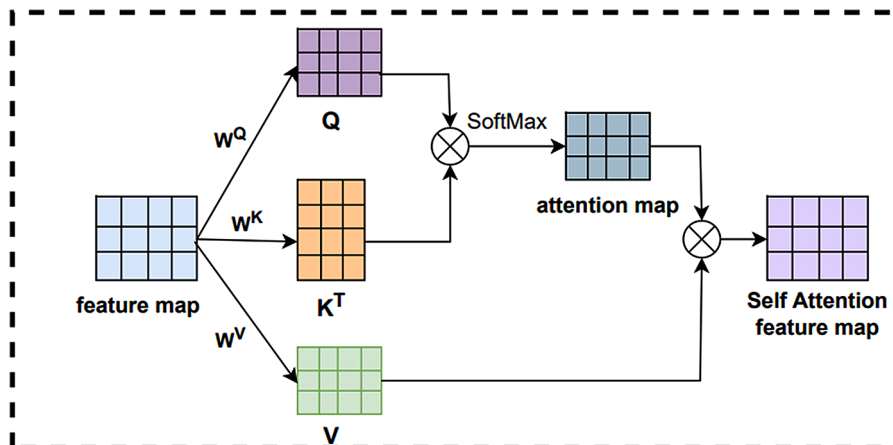 Q
W^Q
SoftMax
attention map
W^K
feature map
K^T
Self Attention
feature map
W^V
V